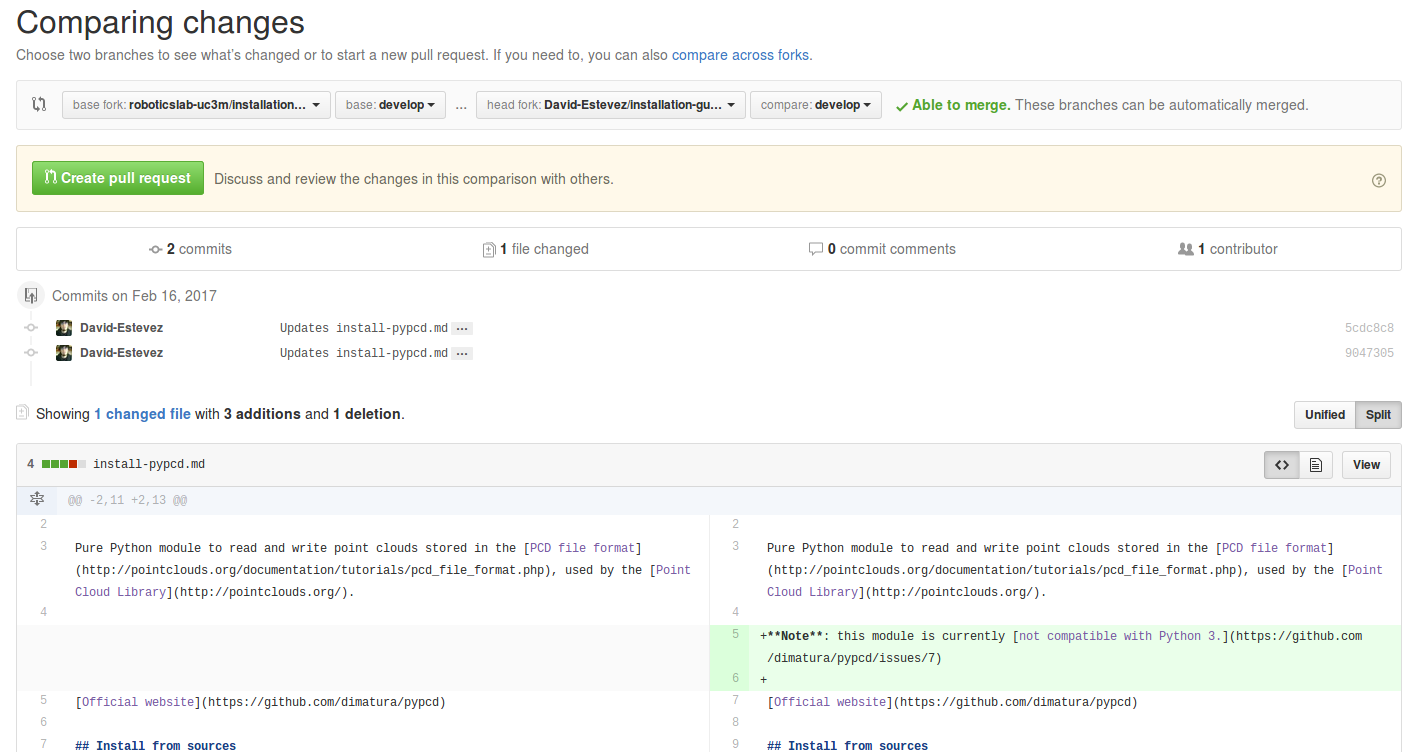 Comparing changes
Choose two branches to see what's changed or to start a new pull request. If you need to, you can also compare across forks.
base fork: roboticslab-uc3m/installation… base: develop ... head fork: David-Estevez/installation-gu… compare: develop Able to merge. These branches can be automatically merged.
Create pull request Discuss and review the changes in this comparison with others.
2 commits 1 file changed 0 commit comments 1 contributor
Commits on Feb 16, 2017
David-Estevez Updates install-pypcd.md … 5cdc8c8
David-Estevez Updates install-pypcd.md … 9047305
Showing 1 changed file with 3 additions and 1 deletion. Unified Split
4 install-pypcd.md <> View
@@ -2,11 +2,13 @@
2 2
3 Pure Python module to read and write point clouds stored in the [PCD file format] 3 Pure Python module to read and write point clouds stored in the [PCD file format]
(http://pointclouds.org/documentation/tutorials/pcd_file_format.php), used by the [Point (http://pointclouds.org/documentation/tutorials/pcd_file_format.php), used by the [Point
Cloud Library](http://pointclouds.org/). Cloud Library](http://pointclouds.org/).
4 4
5 +**Note**: this module is currently [not compatible with Python 3.](https://github.com
/dimatura/pypcd/issues/7)
6 +
5 [Official website](https://github.com/dimatura/pypcd) 7 [Official website](https://github.com/dimatura/pypcd)
6 8
7 ## Install from sources 9 ## Install from sources